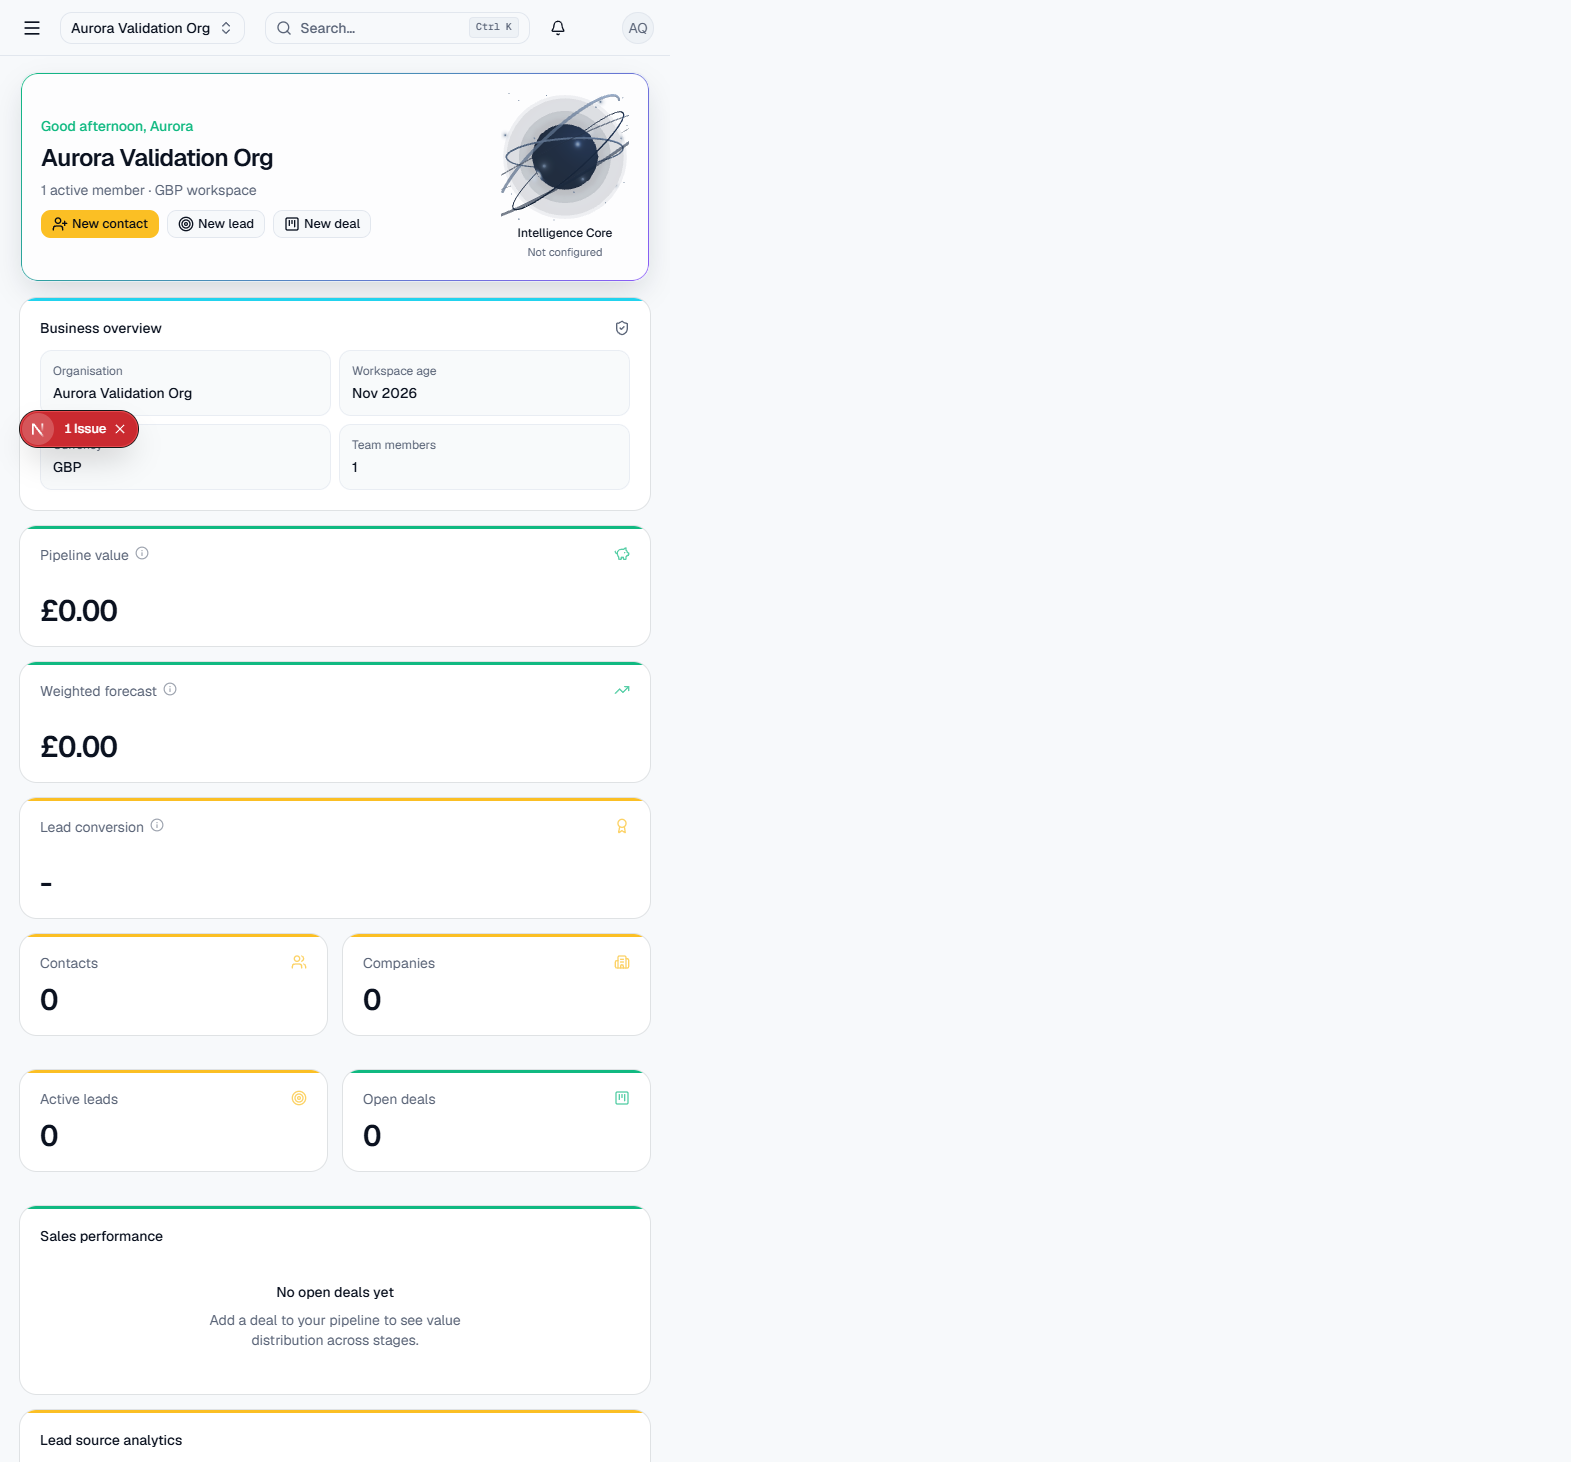 Aurora Validation Org
Search...
Ctrl K
AQ
Good afternoon, Aurora
Aurora Validation Org
1 active member · GBP workspace
New contact
New lead
New deal
Intelligence Core
Not configured
Business overview
Organisation
Aurora Validation Org
Workspace age
Nov 2026
N
1 Issue
GBP
Team members
1
Pipeline value
£0.00
Weighted forecast
£0.00
Lead conversion
-
Contacts
0
Companies
0
Active leads
0
Open deals
0
Sales performance
No open deals yet
Add a deal to your pipeline to see value
distribution across stages.
Lead source analytics